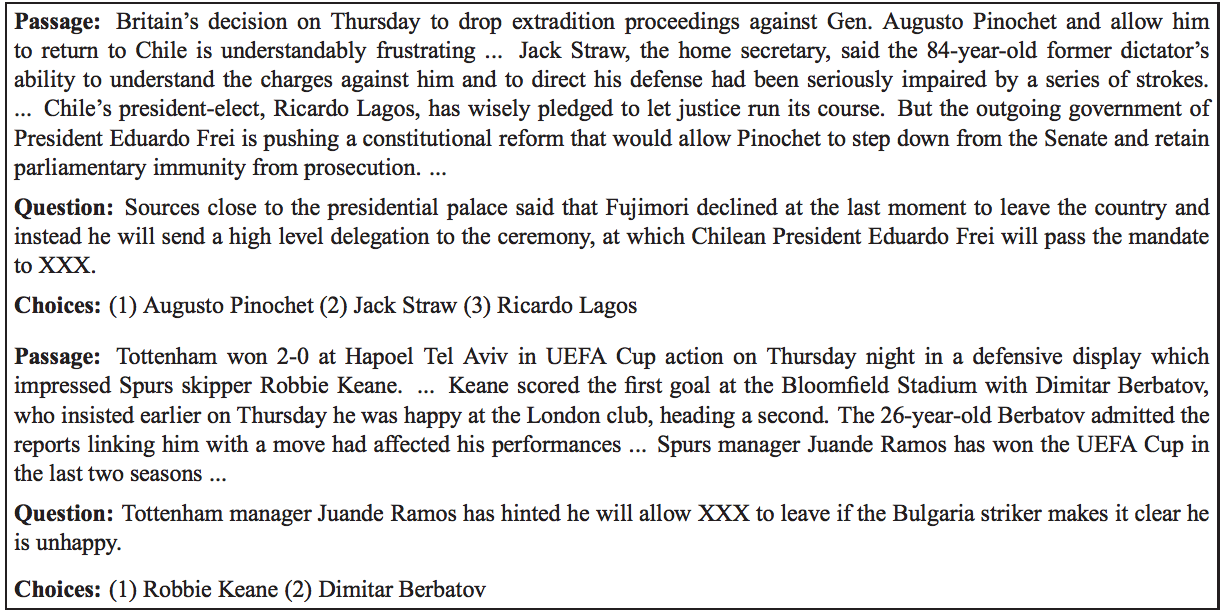 Passage: Britain’s decision on Thursday to drop extradition proceedings against Gen. Augusto Pinochet and allow him
to return to Chile is understandably frustrating ... Jack Straw, the home secretary, said the 84-year-old former dictator’s
ability to understand the charges against him and to direct his defense had been seriously impaired by a series of strokes.
... Chile’s president-elect, Ricardo Lagos, has wisely pledged to let justice run its course. But the outgoing government of
President Eduardo Frei is pushing a constitutional reform that would allow Pinochet to step down from the Senate and retain
parliamentary immunity from prosecution. ...
Question: Sources close to the presidential palace said that Fujimori declined at the last moment to leave the country and
instead he will send a high level delegation to the ceremony, at which Chilean President Eduardo Frei will pass the mandate
to XXX.
Choices: (1) Augusto Pinochet (2) Jack Straw (3) Ricardo Lagos
Passage: Tottenham won 2-0 at Hapoel Tel Aviv in UEFA Cup action on Thursday night in a defensive display which
impressed Spurs skipper Robbie Keane. ... Keane scored the first goal at the Bloomfield Stadium with Dimitar Berbatov,
who insisted earlier on Thursday he was happy at the London club, heading a second. The 26-year-old Berbatov admitted the
reports linking him with a move had affected his performances ... Spurs manager Juande Ramos has won the UEFA Cup in
the last two seasons ...
Question: Tottenham manager Juande Ramos has hinted he will allow XXX to leave if the Bulgaria striker makes it clear he
is unhappy.
Choices: (1) Robbie Keane (2) Dimitar Berbatov